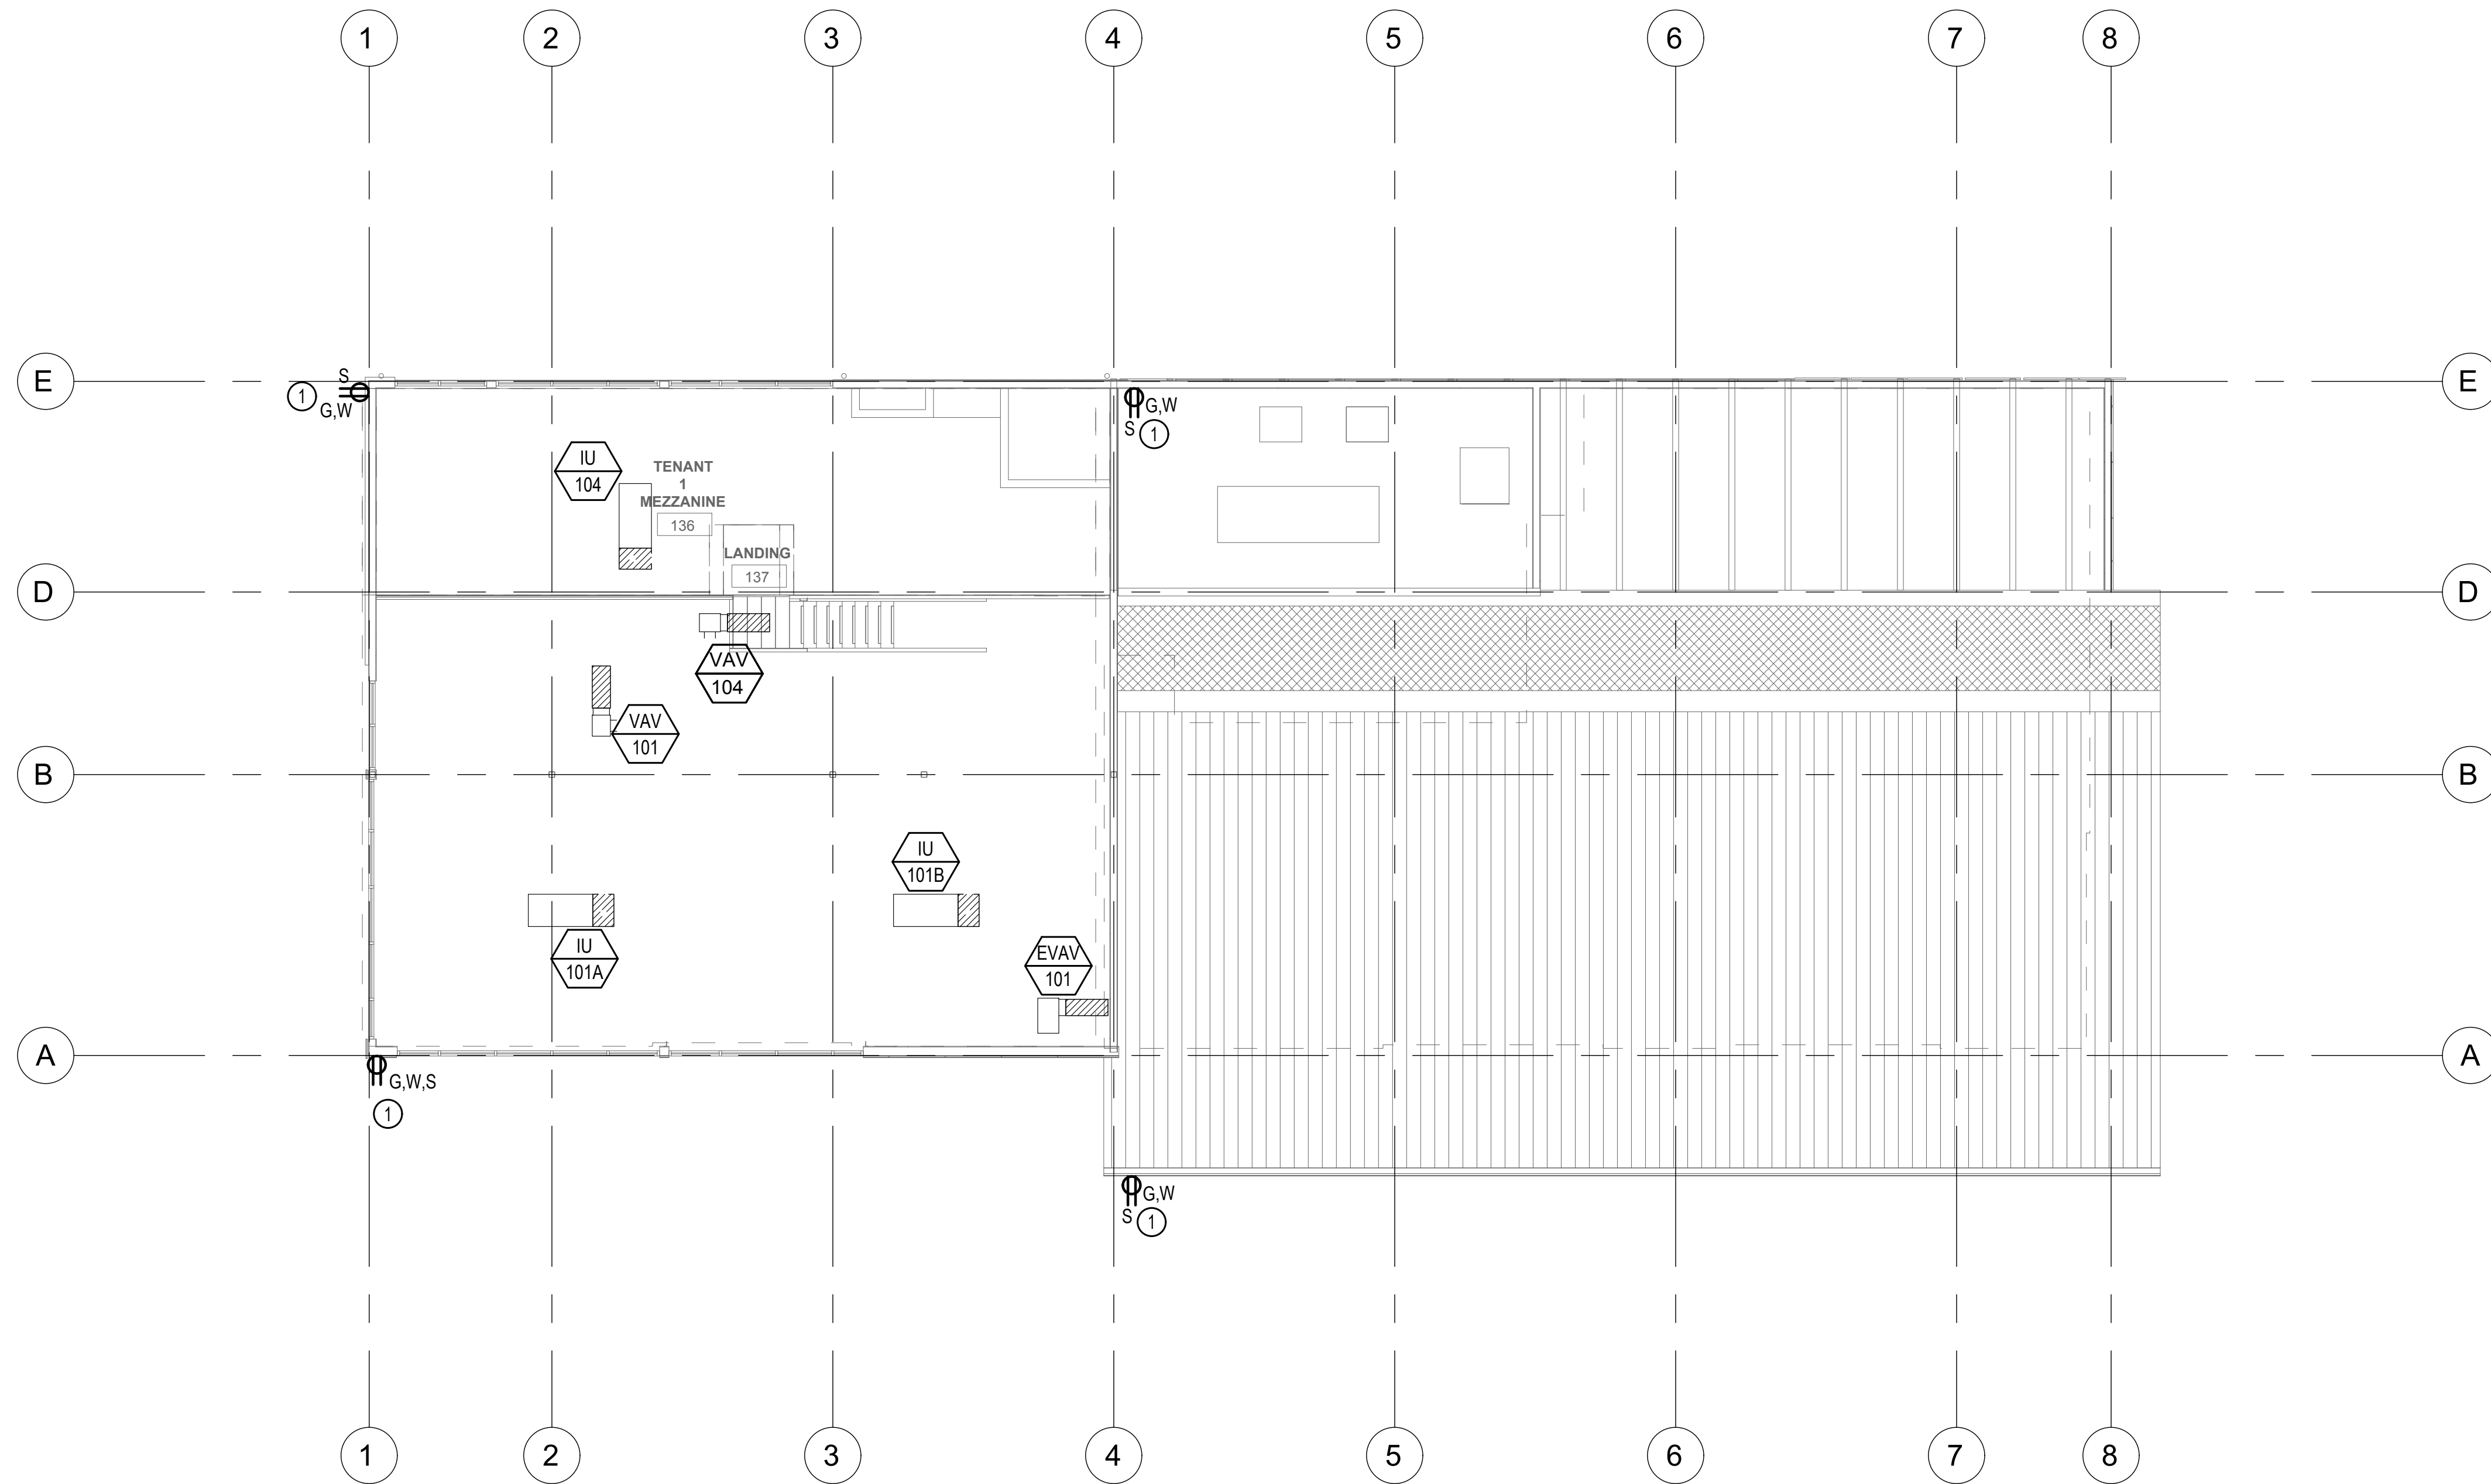 1 2 3 4 5 6 7 8
E E
S
1
G,W
G,W
S
1
IU
104
TENANT
1
MEZZANINE
136
LANDING
137
D D
VAV
104
VAV
101
B B
IU
101B
IU
101A
EVAV
101
A A
G,W,S
1
G,W
S
1
1 2 3 4 5 6 7 8